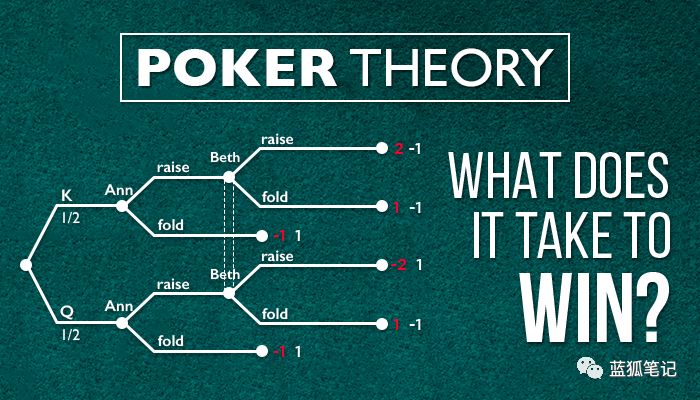 POKER THEORY
raise
2 -1
Beth
raise
K
Ann
fold
1 -1
1/2
fold
-1 1
raise
-2 1
Beth
raise
Q
Ann
fold
1 -1
1/2
fold
-1 1
WHAT DOES
IT TAKE TO
WIN?
蓝狐笔记